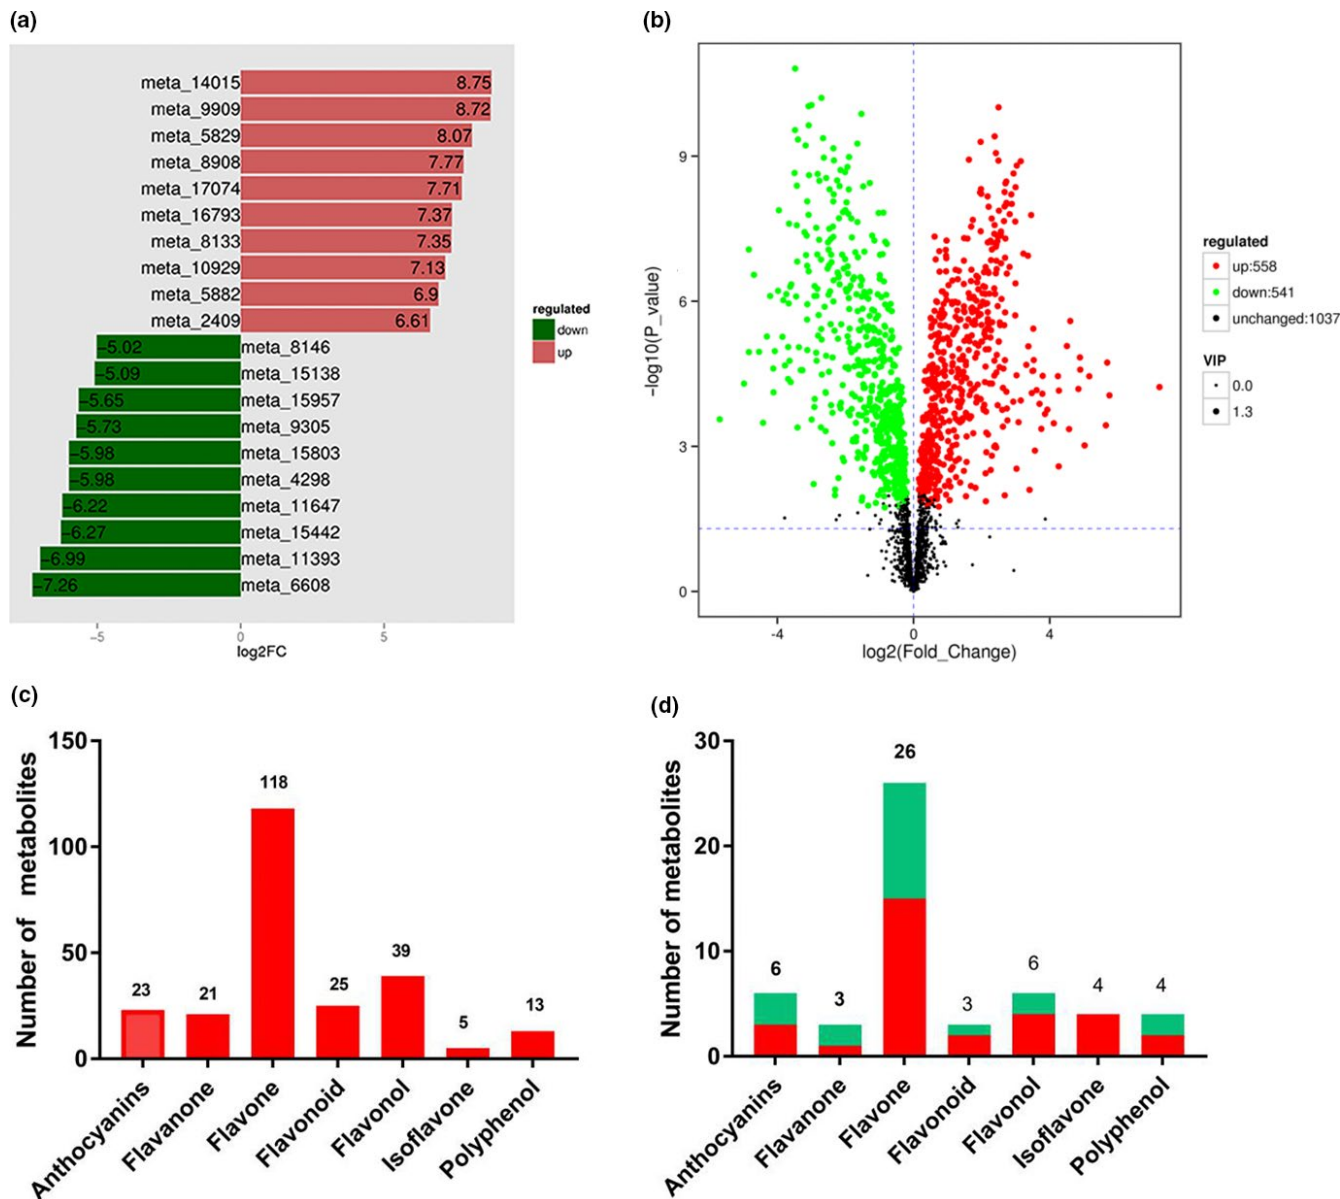 (a)
meta_14015 8.75
meta_9909 8.72
meta_5829 8.07
meta_8908 7.77
meta_17074 7.71
meta_16793 7.37
meta_8133 7.35
meta_10929 7.13
meta_5882 6.9
meta_2409 6.61
−5.02 meta_8146
−5.09 meta_15138
−5.65 meta_15957
−5.73 meta_9305
−5.98 meta_15803
−5.98 meta_4298
−6.22 meta_11647
−6.27 meta_15442
−6.99 meta_11393
−7.26 meta_6608
−5 0 5
log2FC
regulated
down
up
(b)
−log10(P_value)
9
6
3
0
-4 0 4
log2(Fold_Change)
regulated
up:558
down:541
unchanged:1037
VIP
0.0
1.3
(c)
Number of metabolites
150
100
50
0
23 21 118 25 39 5 13
Anthocyanins
Flavanone
Flavone
Flavonoid
Flavonol
Isoflavone
Polyphenol
(d)
Number of metabolites
30
20
10
0
6 3 26 3 6 4 4
Anthocyanins
Flavanone
Flavone
Flavonoid
Flavonol
Isoflavone
Polyphenol